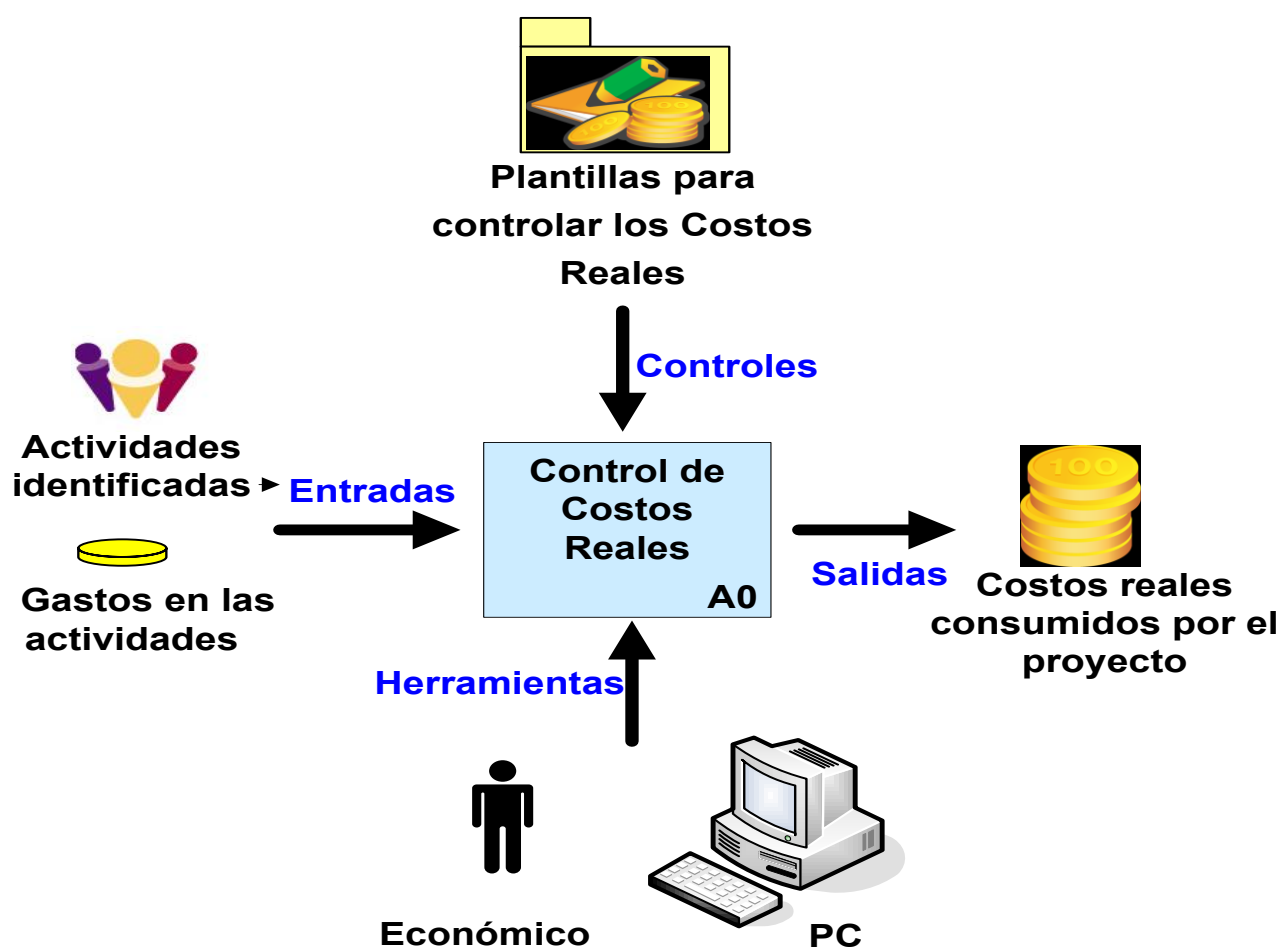 Plantillas para
controlar los Costos
Reales
Controles
Actividades
identificadas
Entradas
Gastos en las
actividades
Control de
Costos
Reales
A0
Salidas
Costos reales
consumidos por el
proyecto
Herramientas
Económico
PC